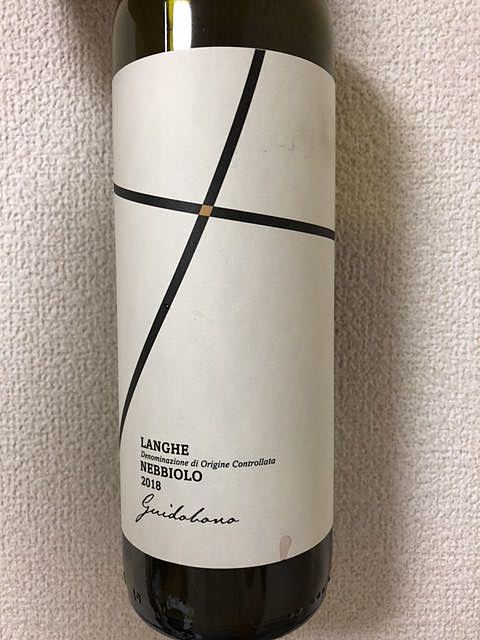 LANGHE
Denominazione di Origine Controllata
NEBBIOLO
2018
Guidobono